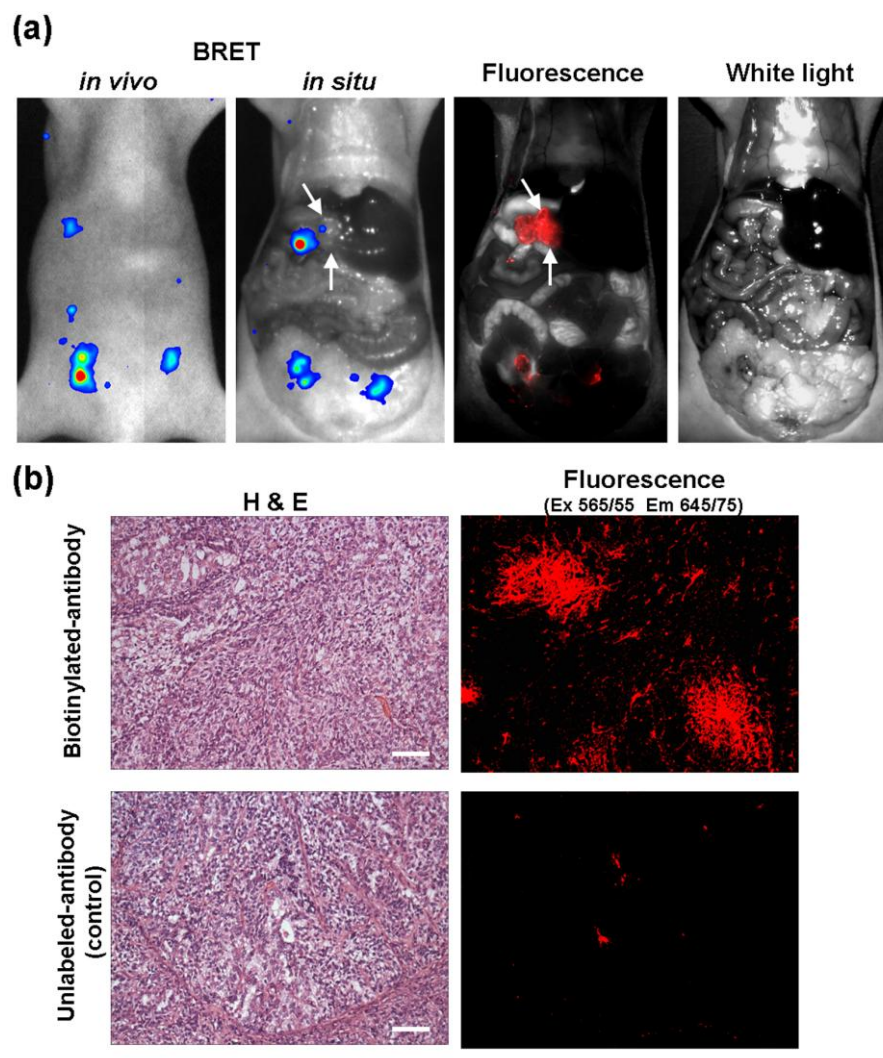 (a)
BRET
in vivo
in situ
Fluorescence
White light
(b)
H & E
Fluorescence
(Ex 565/55 Em 645/75)
Biotinylated-antibody
Unlabeled-antibody
(control)